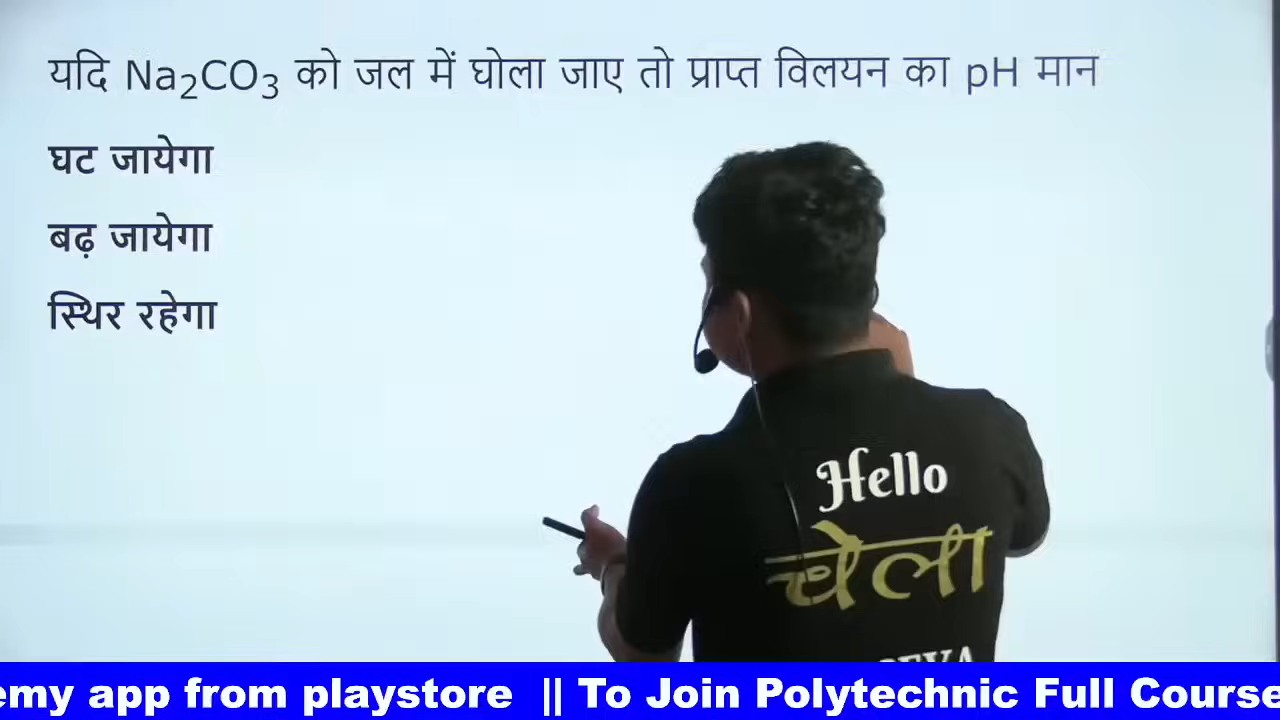 यदि Na₂CO₃ को जल में घोला जाए तो प्राप्त विलयन का pH मान
घट जायेगा
बढ़ जायेगा
स्थिर रहेगा
Hello
चेला
emy app from playstore || To Join Polytechnic Full Course